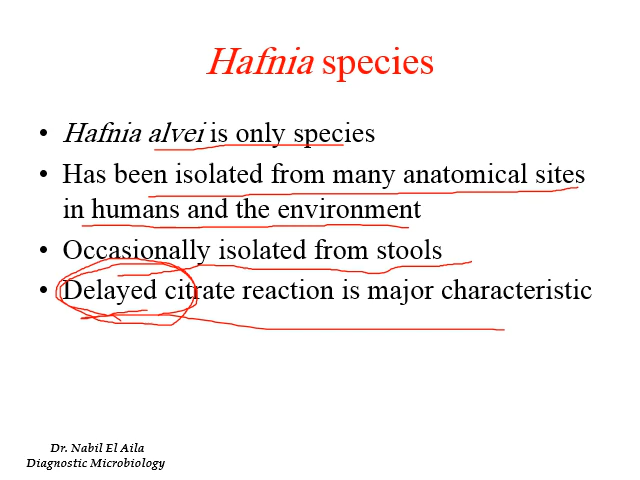 Hafnia species
• Hafnia alvei is only species
• Has been isolated from many anatomical sites
in humans and the environment
• Occasionally isolated from stools
• Delayed citrate reaction is major characteristic
Dr. Nabil El Aila
Diagnostic Microbiology